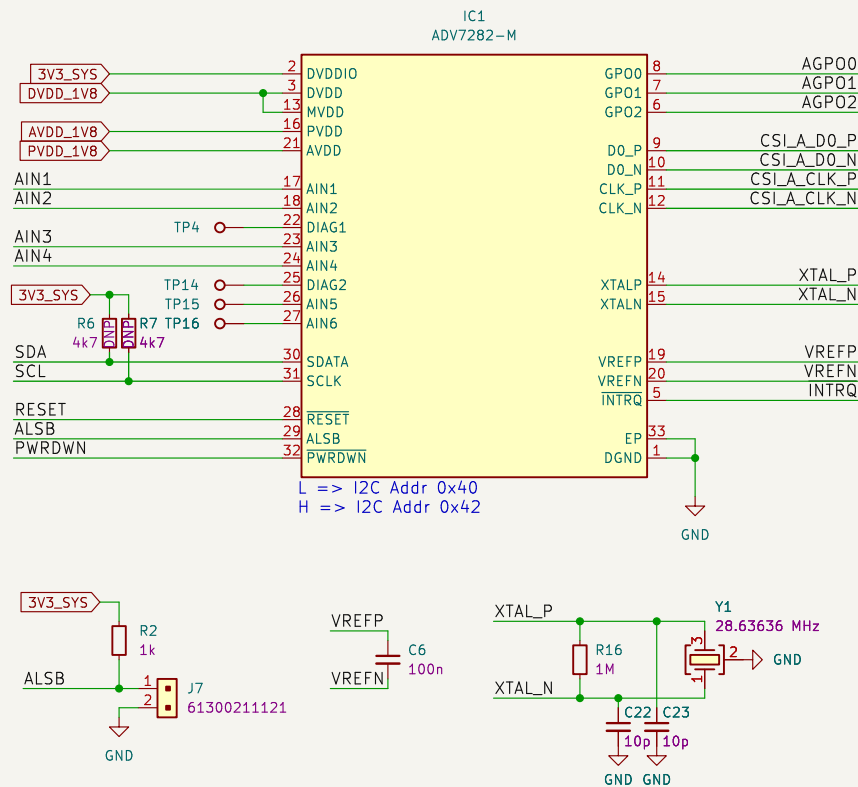 IC1
ADV7282-M
3V3_SYS
DVDD_1V8
AVDD_1V8
PVDD_1V8
AIN1
AIN2
TP4
AIN3
AIN4
TP14
TP15
TP16
3V3_SYS
R6
4k7
DNP
DNP
R7
4k7
SDA
SCL
RESET
ALSB
PWRDWN
2 DVDDIO
3 DVDD
13 MVDD
16 PVDD
21 AVDD
17 AIN1
18 AIN2
22 DIAG1
23 AIN3
24 AIN4
25 DIAG2
26 AIN5
27 AIN6
30 SDATA
31 SCLK
28 RESET
29 ALSB
32 PWRDWN
GPO0 8 AGPO0
GPO1 7 AGPO1
GPO2 6 AGPO2
D0_P 9 CSI_A_D0_P
D0_N 10 CSI_A_D0_N
CLK_P 11 CSI_A_CLK_P
CLK_N 12 CSI_A_CLK_N
XTALP 14 XTAL_P
XTALN 15 XTAL_N
VREFP 19 VREFP
VREFN 20 VREFN
INTRQ 5 INTRQ
EP 33
DGND 1
GND
L => I2C Addr 0x40
H => I2C Addr 0x42
3V3_SYS
R2
1k
ALSB
1
2
J7
61300211121
GND
VREFP
C6
100n
VREFN
XTAL_P
R16
1M
XTAL_N
Y1
28.63636 MHz
3
2
1
GND
C22
10p
C23
10p
GND
GND